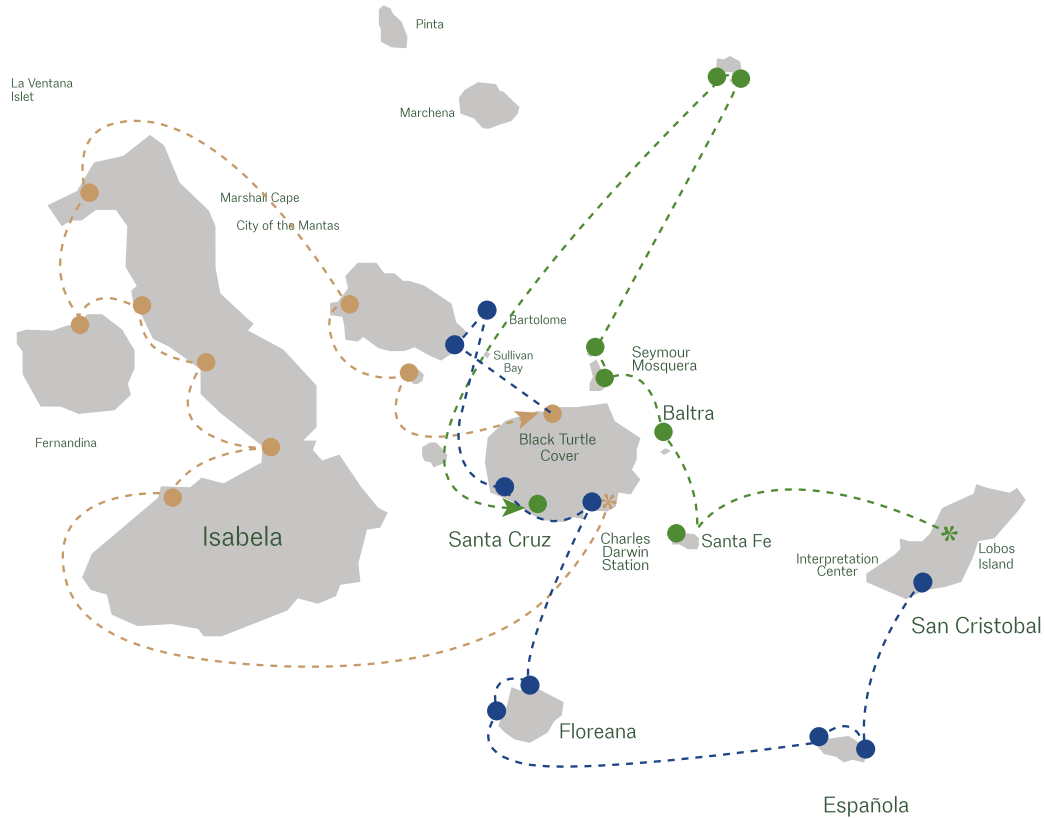 Pinta
La Ventana
Islet
Marchena
Marshall Cape
City of the Mantas
Bartolome
Sullivan
Bay
Seymour
Mosquera
Baltra
Fernandina
Black Turtle
Cover
Isabela
Santa Cruz
Charles
Darwin
Station
Santa Fe
Interpretation
Center
Lobos
Island
San Cristobal
Floreana
Española